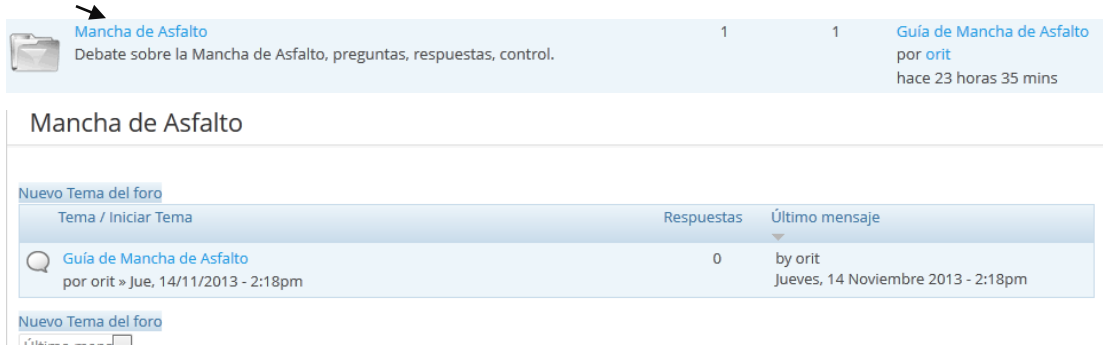 Mancha de Asfalto 1 1 Guía de Mancha de Asfalto
Debate sobre la Mancha de Asfalto, preguntas, respuestas, control. por orit
hace 23 horas 35 mins
Mancha de Asfalto
Nuevo Tema del foro
Tema / Iniciar Tema Respuestas Último mensaje
Guía de Mancha de Asfalto 0 by orit
por orit » Jue, 14/11/2013 - 2:18pm Jueves, 14 Noviembre 2013 - 2:18pm
Nuevo Tema del foro